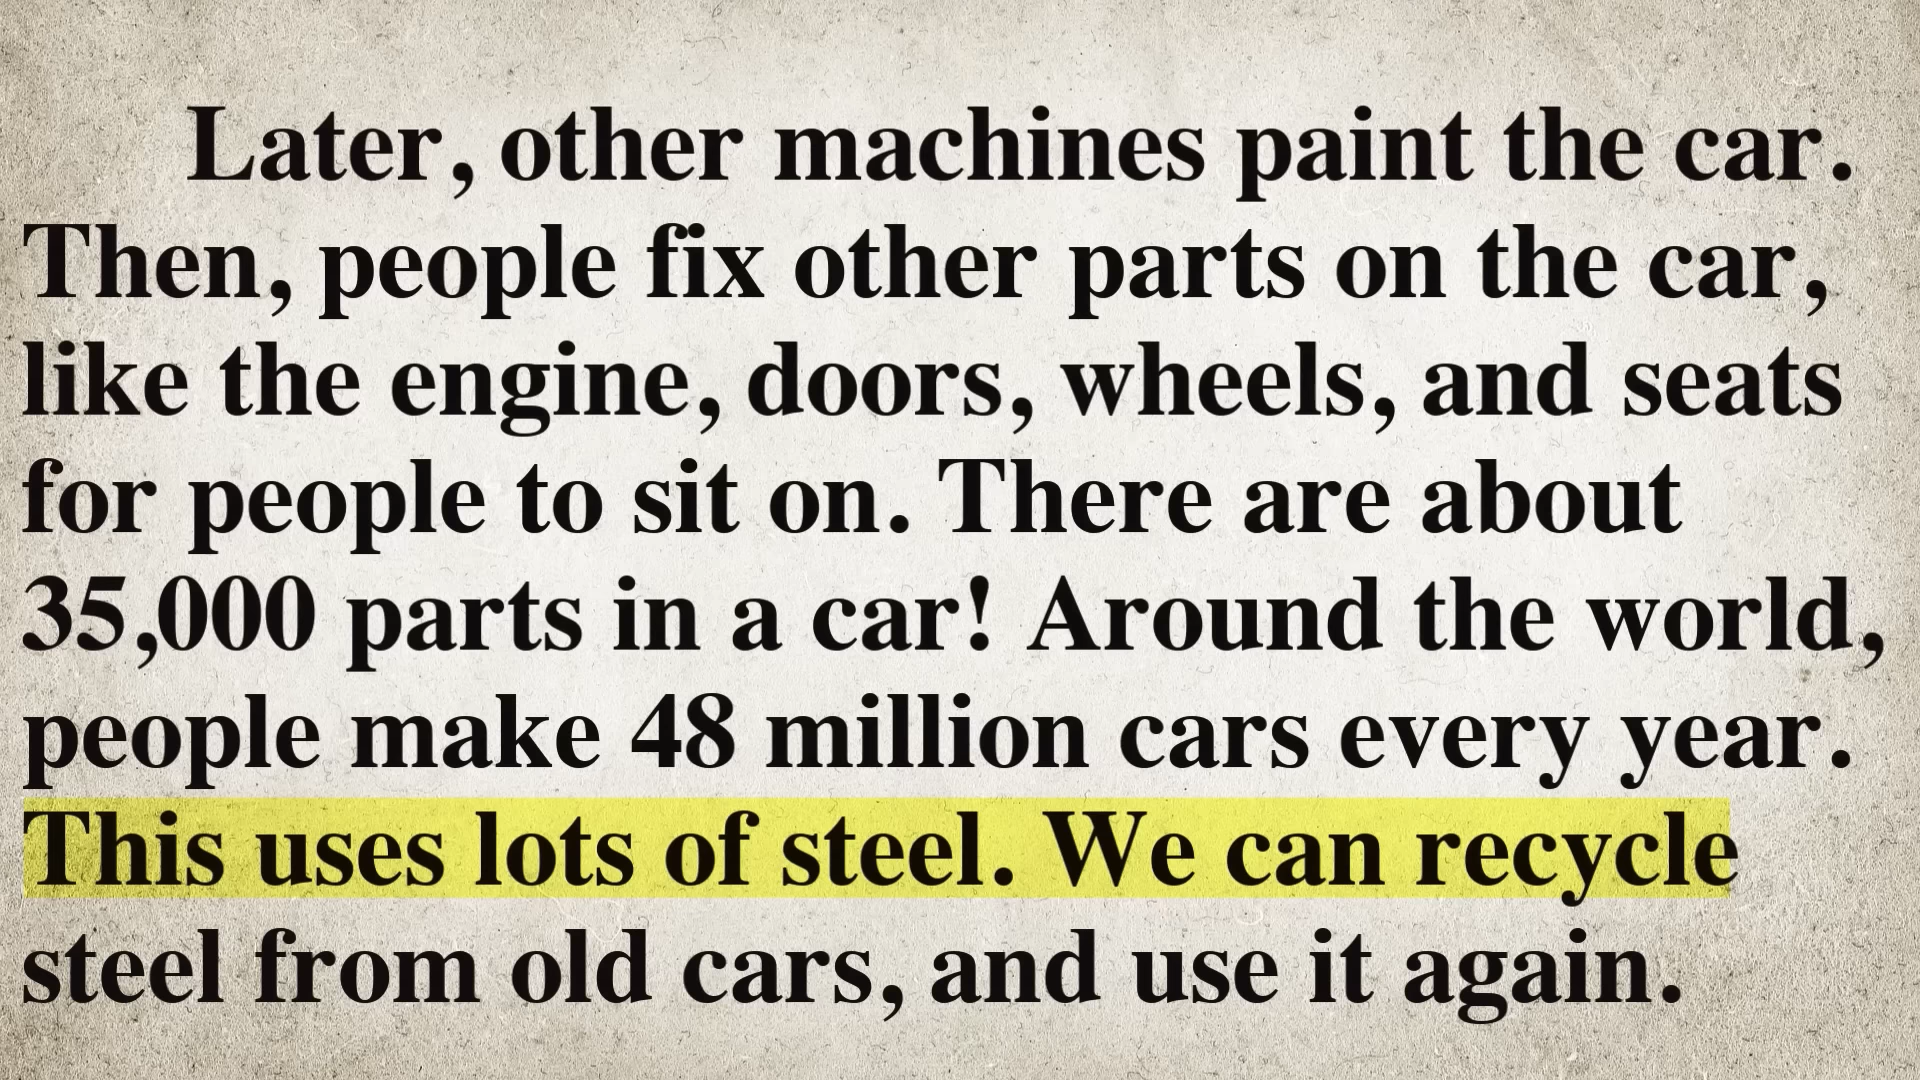 Later, other machines paint the car.
Then, people fix other parts on the car,
like the engine, doors, wheels, and seats
for people to sit on. There are about
35,000 parts in a car! Around the world,
people make 48 million cars every year.
This uses lots of steel. We can recycle
steel from old cars, and use it again.